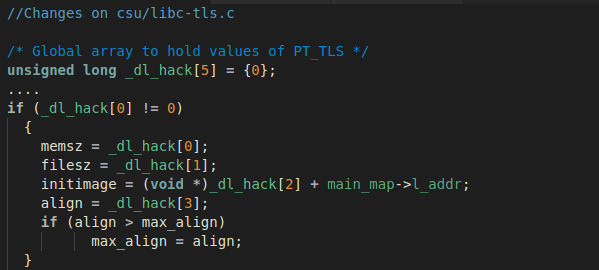 //Changes on csu/libc-tls.c
/* Global array to hold values of PT_TLS */
unsigned long _dl_hack[5] = {0};
....
if (_dl_hack[0] != 0)
{
memsz = _dl_hack[0];
filesz = _dl_hack[1];
initimage = (void *)_dl_hack[2] + main_map->l_addr;
align = _dl_hack[3];
if (align > max_align)
max_align = align;
}